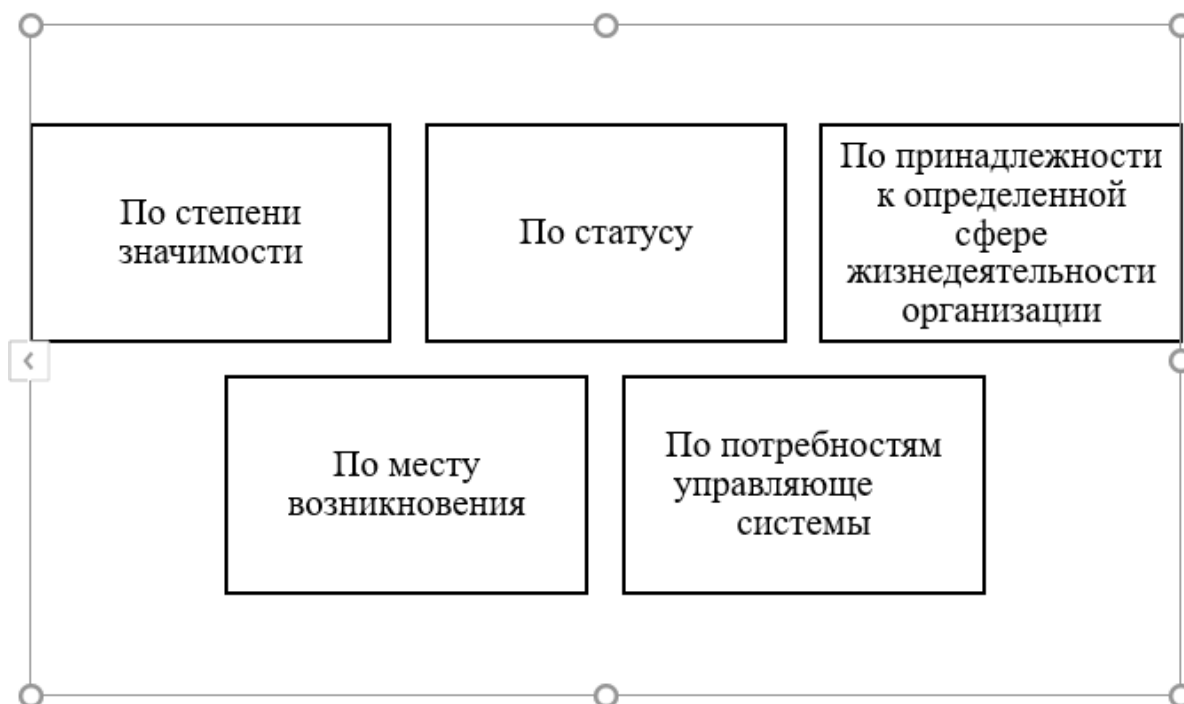 По степени
значимости
По статусу
По принадлежности
к определенной
сфере
жизнедеятельности
организации
По месту
возникновения
По потребностям
управляюще
системы